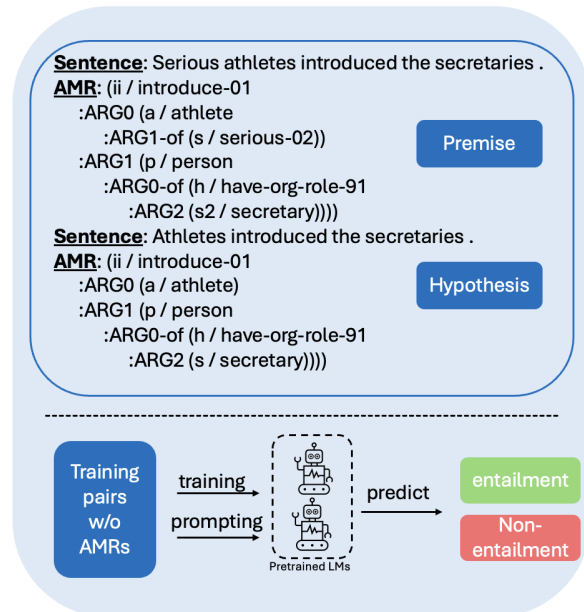 Sentence: Serious athletes introduced the secretaries .
AMR: (ii / introduce-01
:ARG0 (a / athlete
:ARG1-of (s / serious-02))
:ARG1 (p / person
:ARG0-of (h / have-org-role-91
:ARG2 (s2 / secretary))))
Premise
Sentence: Athletes introduced the secretaries .
AMR: (ii / introduce-01
:ARG0 (a / athlete)
:ARG1 (p / person
:ARG0-of (h / have-org-role-91
:ARG2 (s / secretary))))
Hypothesis
Training
pairs
w/o
AMRs
training
prompting
Pretrained LMs
predict
entailment
Non-
entailment